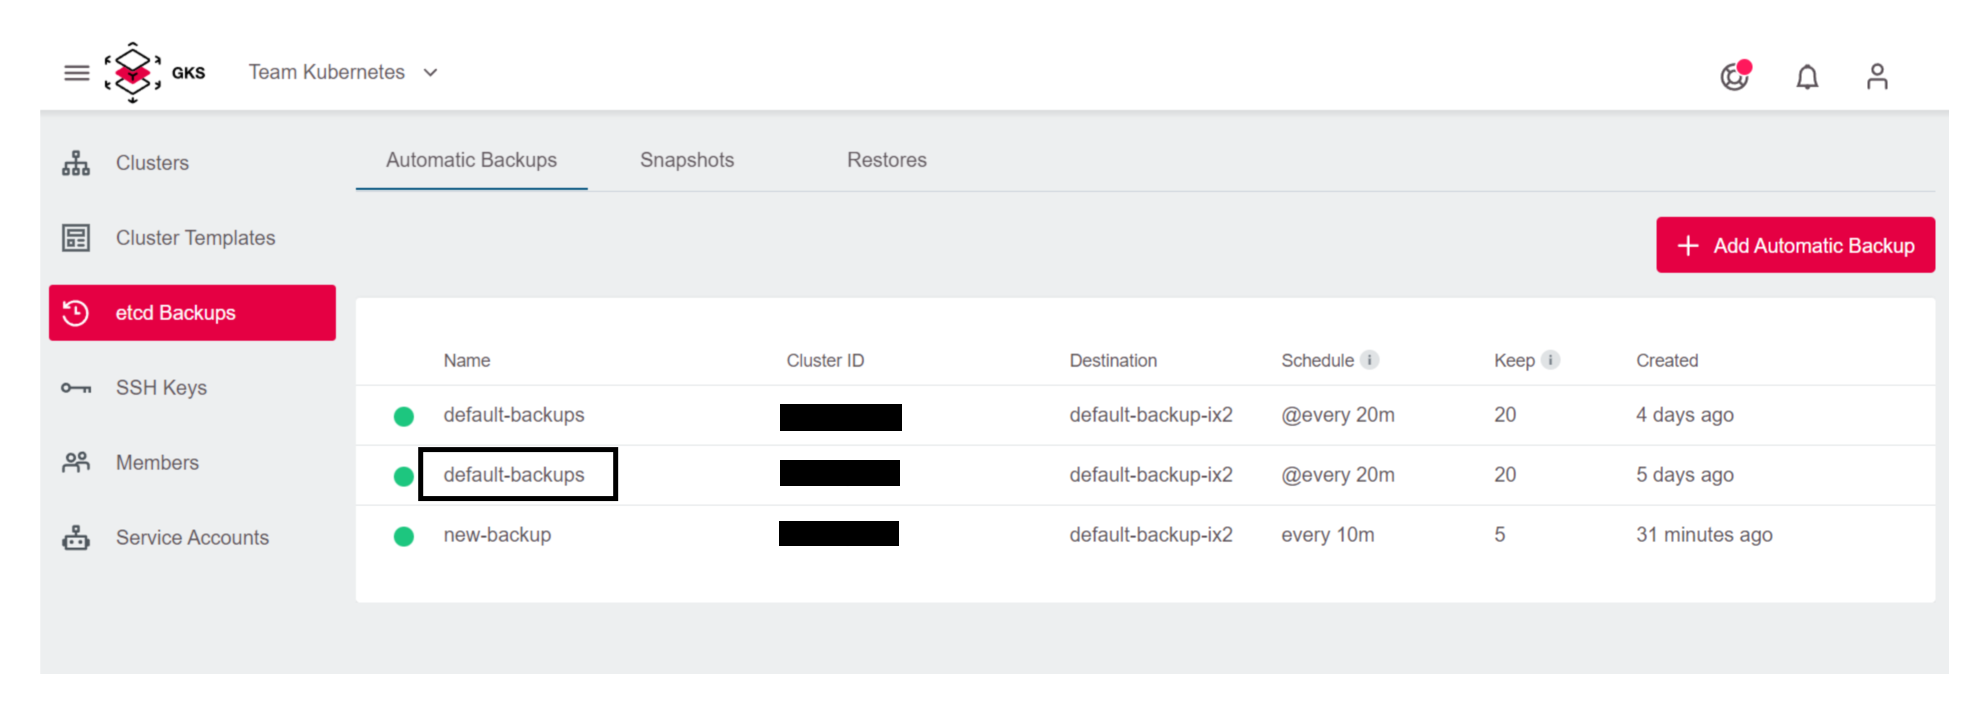 GKS Team Kubernetes
Clusters
Cluster Templates
etcd Backups
SSH Keys
Members
Service Accounts
Automatic Backups Snapshots Restores
+ Add Automatic Backup
Name Cluster ID Destination Schedule i Keep i Created
default-backups default-backup-ix2 @every 20m 20 4 days ago
default-backups default-backup-ix2 @every 20m 20 5 days ago
new-backup default-backup-ix2 every 10m 5 31 minutes ago